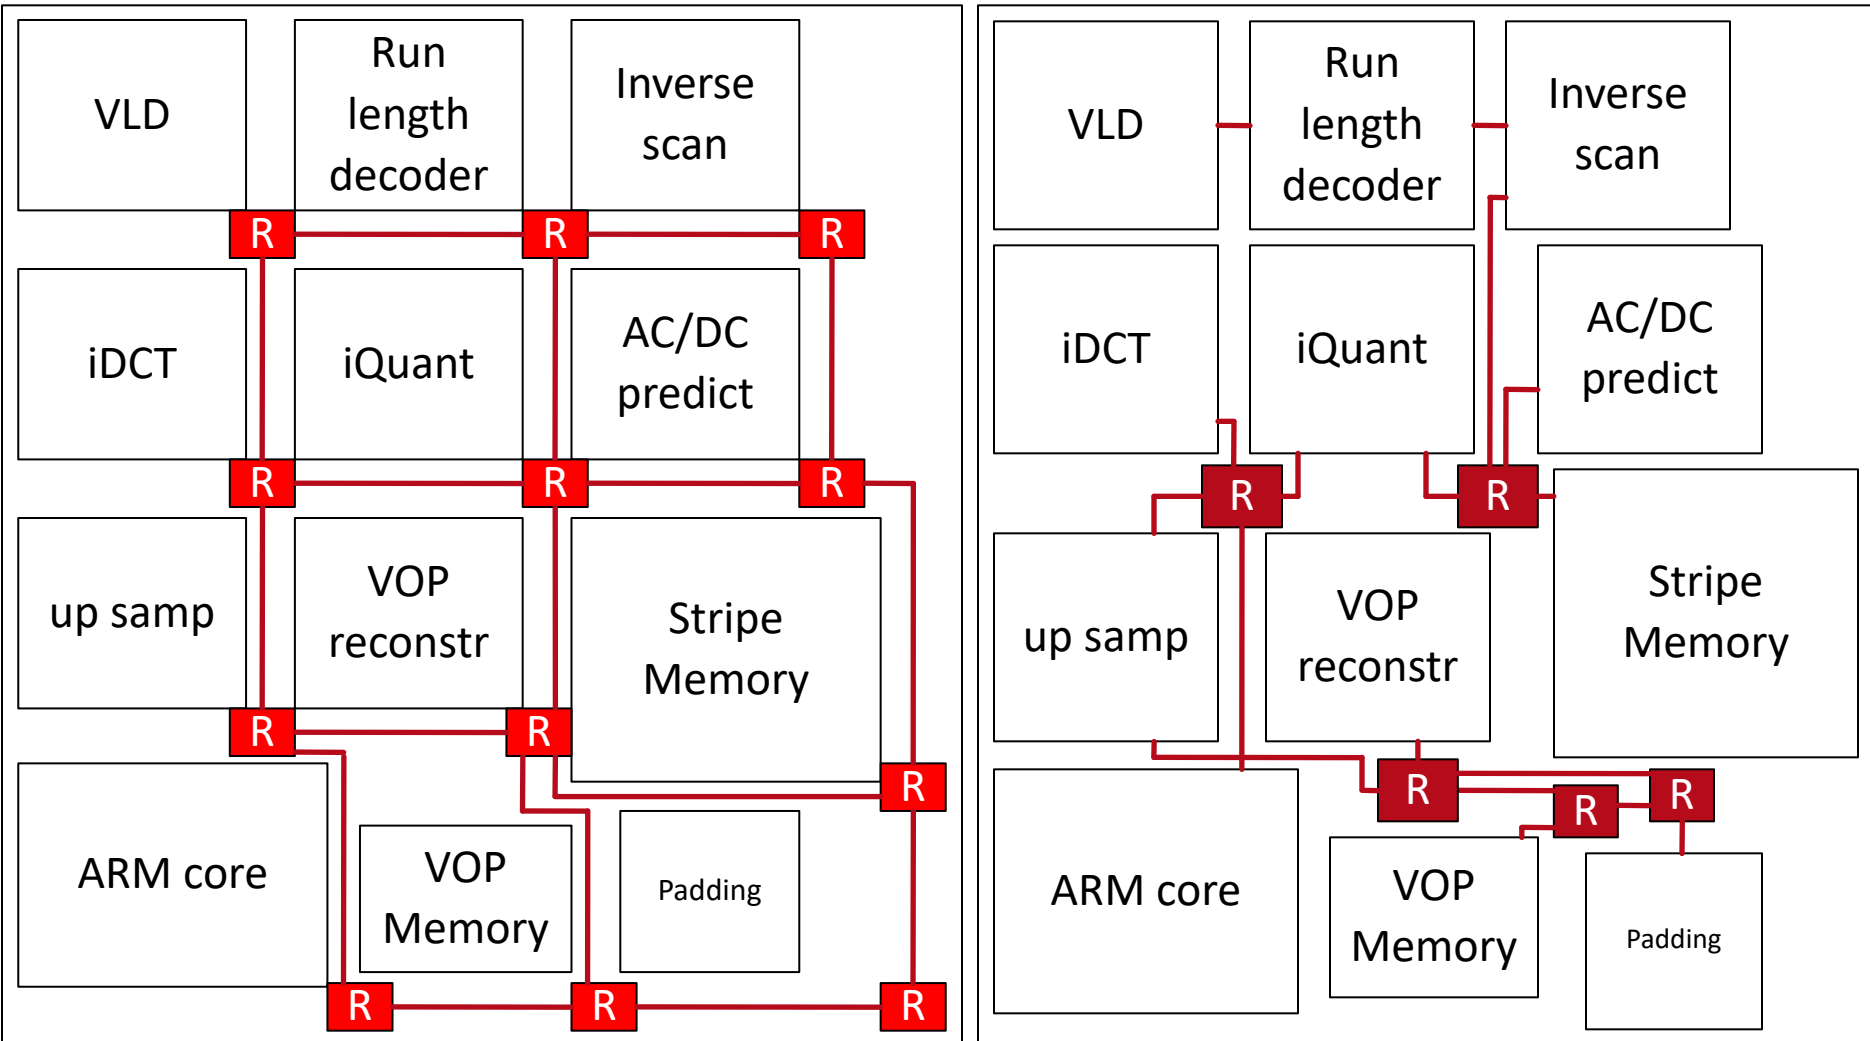 VLD
Run
length
decoder
Inverse
scan
R
R
R
iDCT
iQuant
AC/DC
predict
R
R
R
up samp
VOP
reconstr
Stripe
Memory
R
R
R
ARM core
VOP
Memory
Padding
R
R
R
VLD
Run
length
decoder
Inverse
scan
iDCT
iQuant
AC/DC
predict
R
R
up samp
VOP
reconstr
Stripe
Memory
R
R
R
ARM core
VOP
Memory
Padding